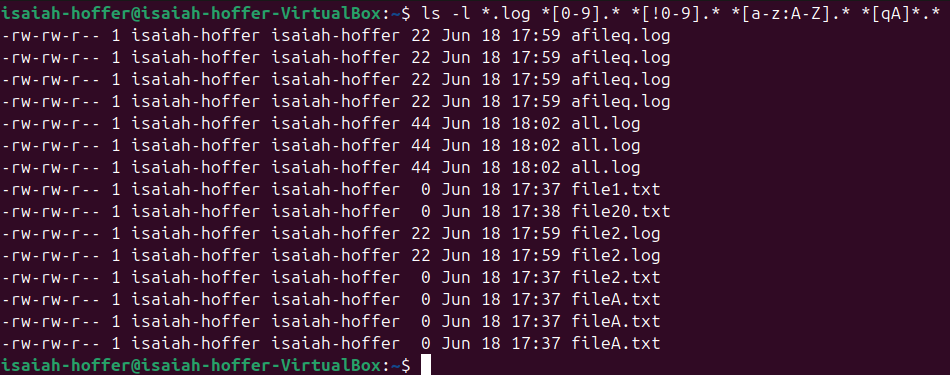 isaiah-hoffer@isaiah-hoffer-VirtualBox:~$ ls -l *.log *[0-9].* *[!0-9].* *[a-z:A-Z].* *[qA]*.*
-rw-rw-r-- 1 isaiah-hoffer isaiah-hoffer 22 Jun 18 17:59 afileq.log
-rw-rw-r-- 1 isaiah-hoffer isaiah-hoffer 22 Jun 18 17:59 afileq.log
-rw-rw-r-- 1 isaiah-hoffer isaiah-hoffer 22 Jun 18 17:59 afileq.log
-rw-rw-r-- 1 isaiah-hoffer isaiah-hoffer 22 Jun 18 17:59 afileq.log
-rw-rw-r-- 1 isaiah-hoffer isaiah-hoffer 44 Jun 18 18:02 all.log
-rw-rw-r-- 1 isaiah-hoffer isaiah-hoffer 44 Jun 18 18:02 all.log
-rw-rw-r-- 1 isaiah-hoffer isaiah-hoffer 44 Jun 18 18:02 all.log
-rw-rw-r-- 1 isaiah-hoffer isaiah-hoffer  0 Jun 18 17:37 file1.txt
-rw-rw-r-- 1 isaiah-hoffer isaiah-hoffer  0 Jun 18 17:38 file20.txt
-rw-rw-r-- 1 isaiah-hoffer isaiah-hoffer 22 Jun 18 17:59 file2.log
-rw-rw-r-- 1 isaiah-hoffer isaiah-hoffer 22 Jun 18 17:59 file2.log
-rw-rw-r-- 1 isaiah-hoffer isaiah-hoffer  0 Jun 18 17:37 file2.txt
-rw-rw-r-- 1 isaiah-hoffer isaiah-hoffer  0 Jun 18 17:37 fileA.txt
-rw-rw-r-- 1 isaiah-hoffer isaiah-hoffer  0 Jun 18 17:37 fileA.txt
-rw-rw-r-- 1 isaiah-hoffer isaiah-hoffer  0 Jun 18 17:37 fileA.txt
isaiah-hoffer@isaiah-hoffer-VirtualBox:~$